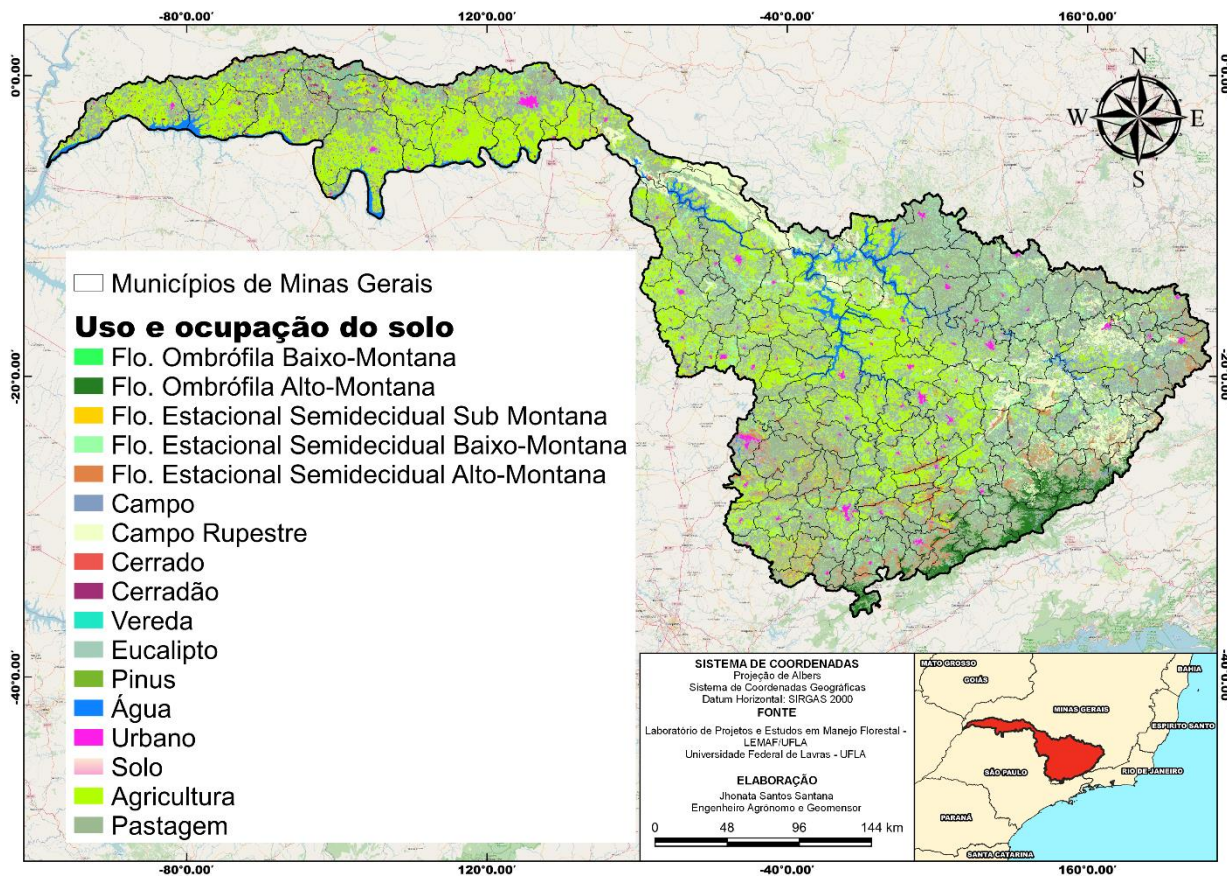 -80°0.00´ 120°0.00´ -40°0.00´ 160°0.00´
0°0.00´ 0°0.00´
N
W E
S
Municípios de Minas Gerais
Uso e ocupação do solo
Flo. Ombrófila Baixo-Montana
Flo. Ombrófila Alto-Montana
Flo. Estacional Semidecidual Sub Montana
Flo. Estacional Semidecidual Baixo-Montana
Flo. Estacional Semidecidual Alto-Montana
Campo
Campo Rupestre
Cerrado
Cerradão
Vereda
Eucalipto
Pinus
Água
Urbano
Solo
Agricultura
Pastagem
-20°0.00´ -20°0.00´
-40°0.00´ -40°0.00´
SISTEMA DE COORDENADAS
Projeção de Albers
Sistema de Coordenadas Geográficas
Datum Horizontal: SIRGAS 2000
FONTE
Laboratório de Projetos e Estudos em Manejo Florestal -
LEMAF/UFLA
Universidade Federal de Lavras - UFLA
ELABORAÇÃO
Jhonata Santos Santana
Engenheiro Agrônomo e Geomensor
0 48 96 144 km
MATO GROSSO
GOIÁS
BAHIA
MINAS GERAIS
ESPIRITO SANTO
SÃO PAULO
RIO DE JANEIRO
PARANÁ
SANTA CATARINA
-80°0.00´ 120°0.00´ -40°0.00´ 160°0.00´